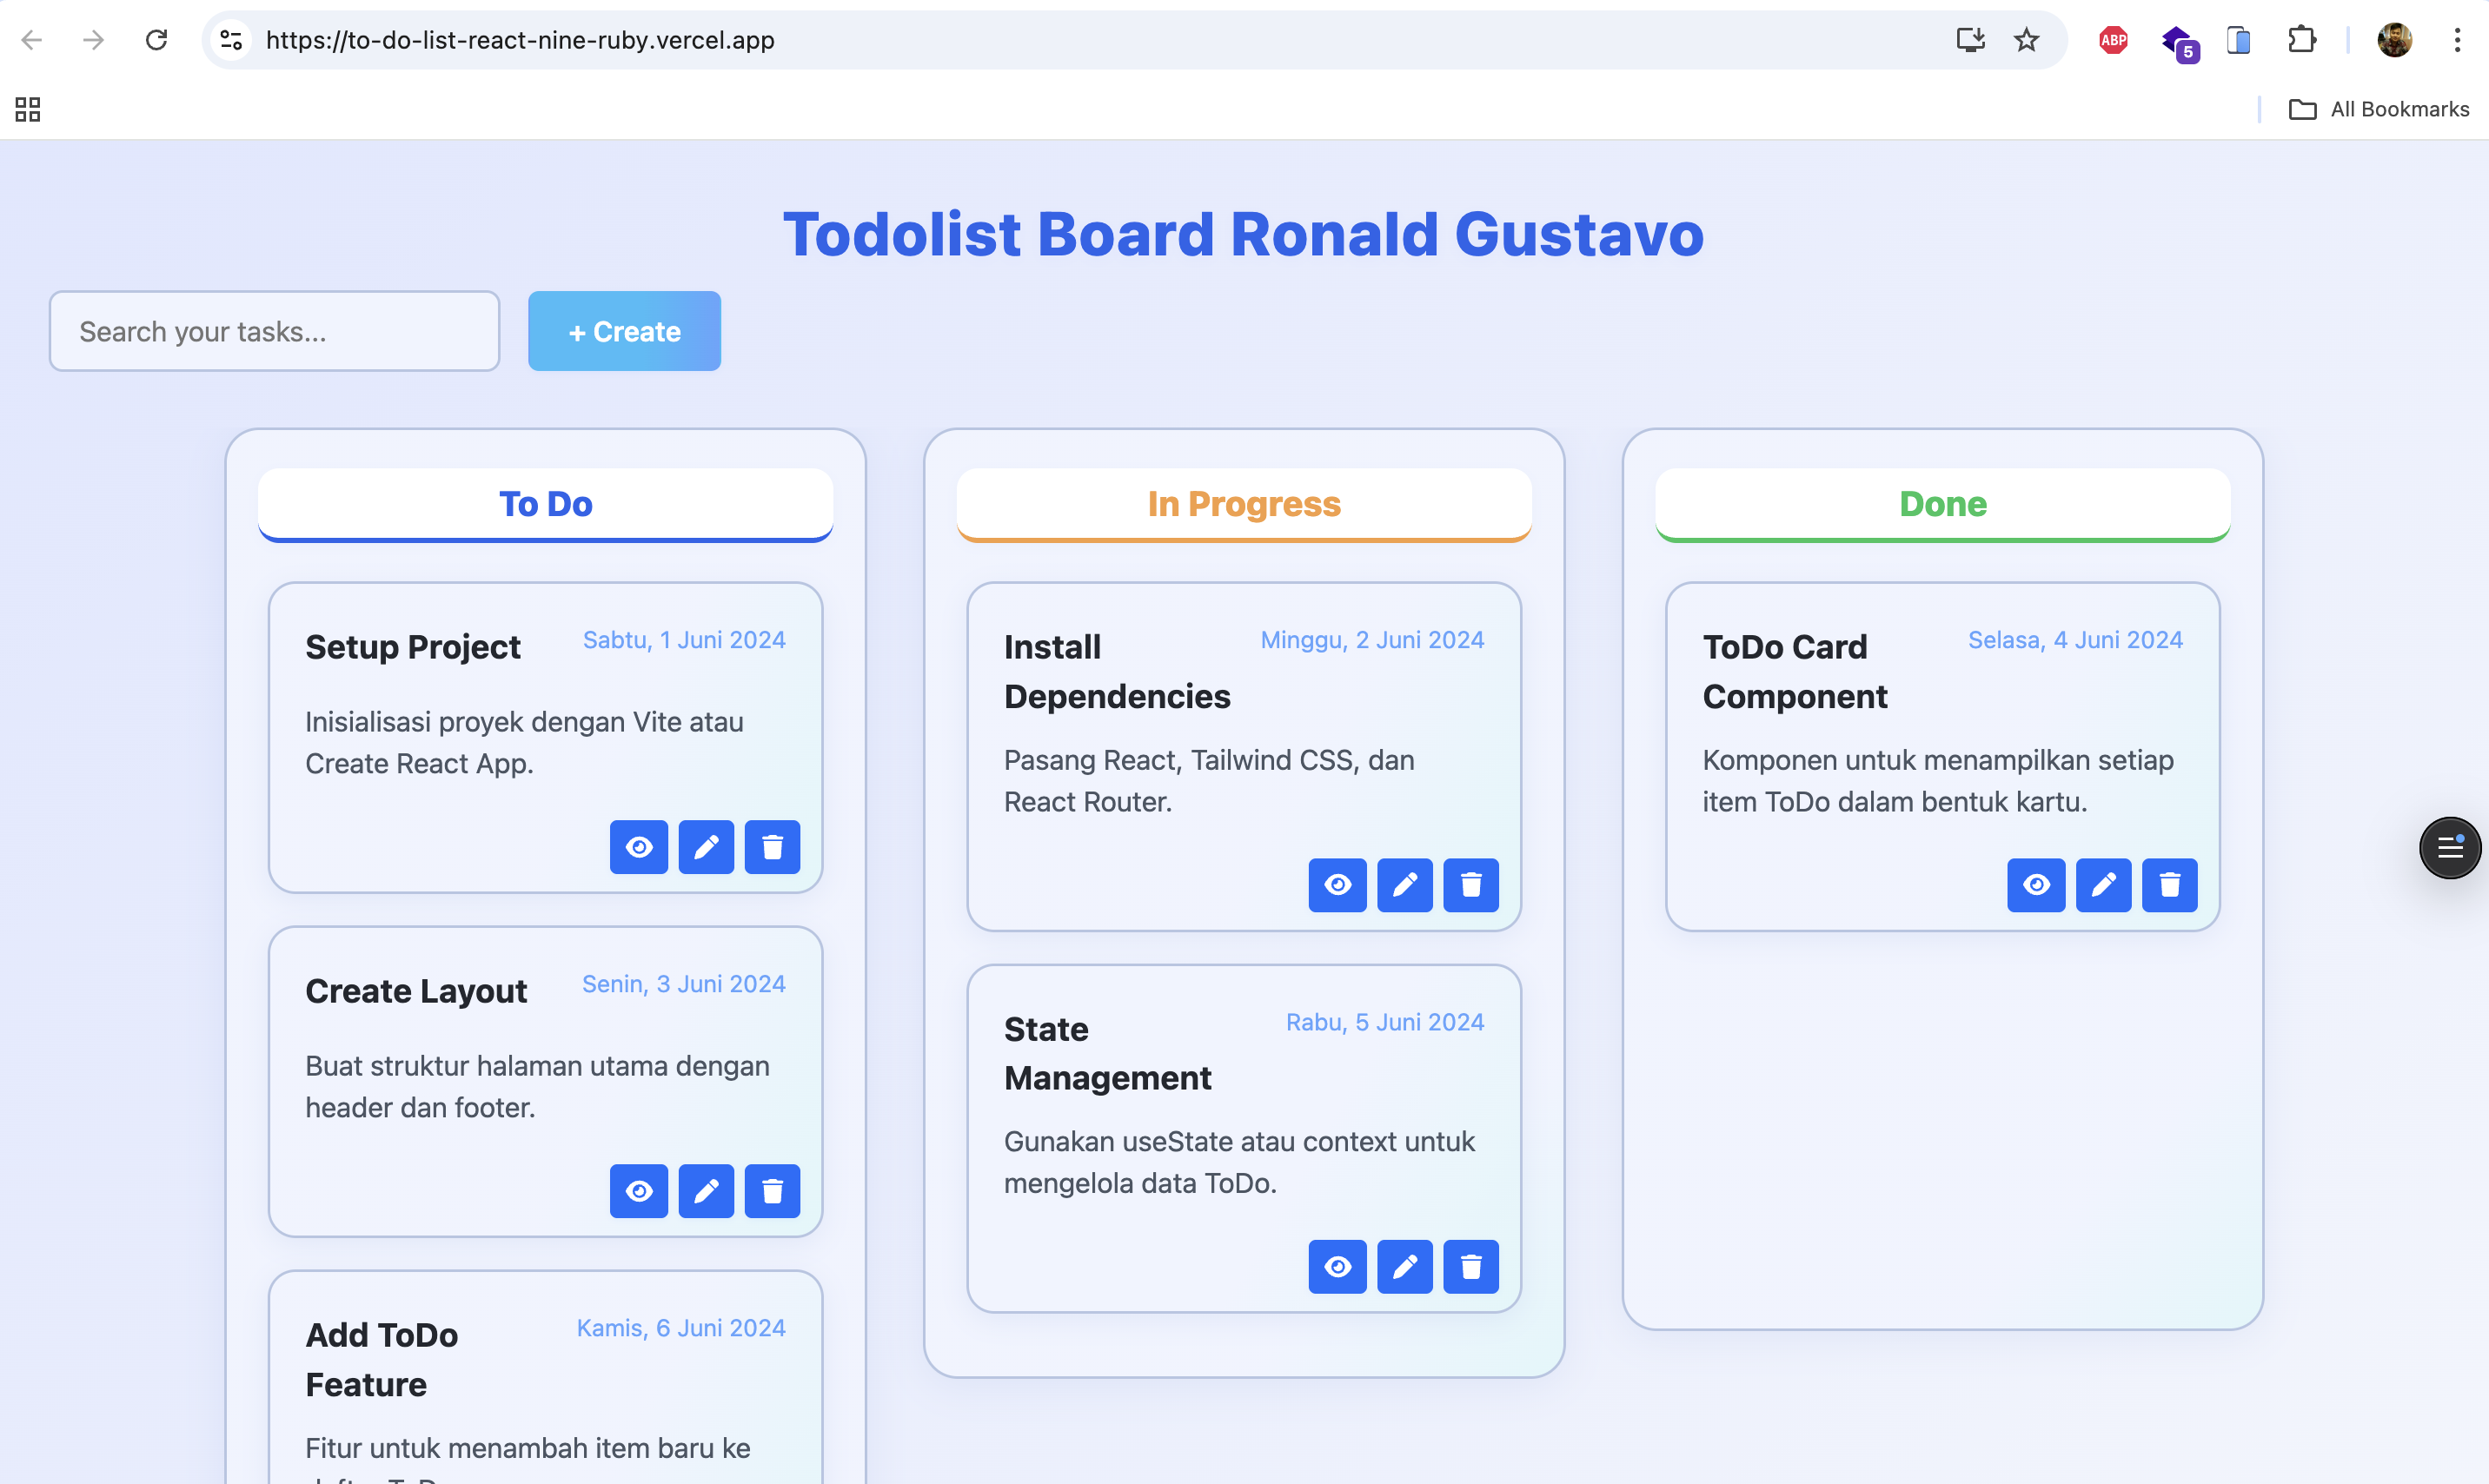 https://to-do-list-react-nine-ruby.vercel.app
ABP
5
All Bookmarks
Todolist Board Ronald Gustavo
Search your tasks...
+ Create
To Do
Setup Project
Sabtu, 1 Juni 2024
Inisialisasi proyek dengan Vite atau
Create React App.
Create Layout
Senin, 3 Juni 2024
Buat struktur halaman utama dengan
header dan footer.
Add ToDo
Feature
Kamis, 6 Juni 2024
Fitur untuk menambah item baru ke
In Progress
Install
Dependencies
Minggu, 2 Juni 2024
Pasang React, Tailwind CSS, dan
React Router.
State
Management
Rabu, 5 Juni 2024
Gunakan useState atau context untuk
mengelola data ToDo.
Done
ToDo Card
Component
Selasa, 4 Juni 2024
Komponen untuk menampilkan setiap
item ToDo dalam bentuk kartu.